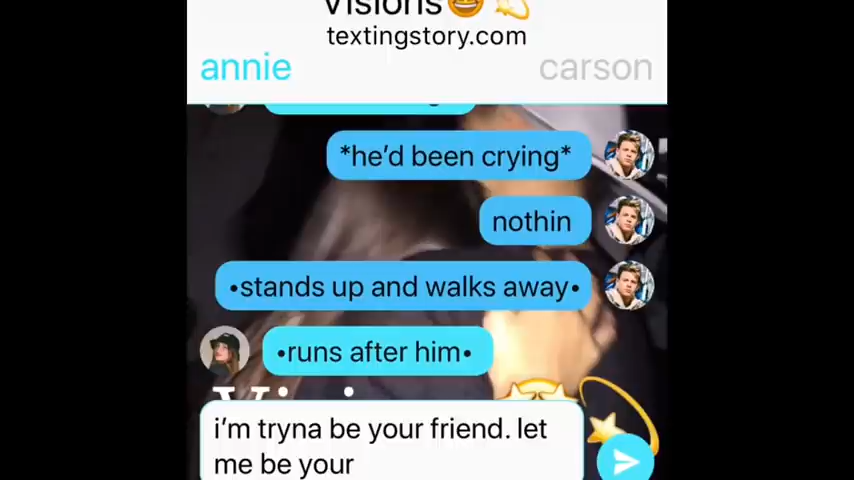 Visions🤩💫
textingstory.com
annie carson
*he’d been crying*
nothin
•stands up and walks away•
•runs after him•
i’m tryna be your friend. let
me be your